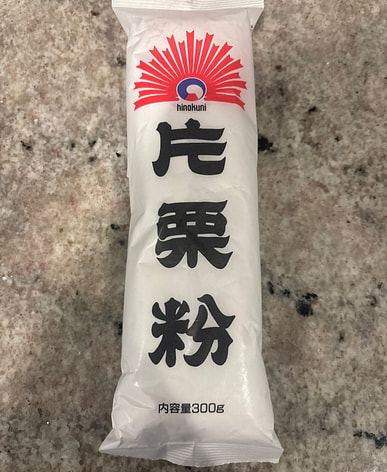 hinokuni
片
栗
粉
内容量300g